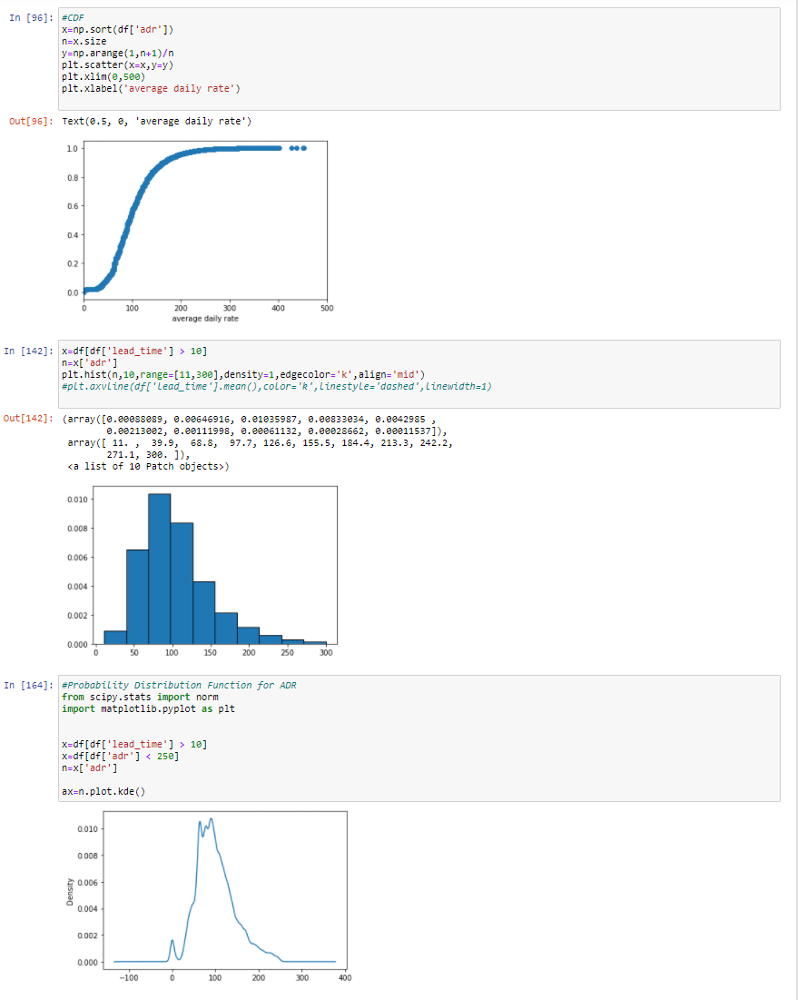 In [96]: #CDF
x=np.sort(df['adr'])
n=x.size
y=np.arange(1,n+1)/n
plt.scatter(x=x,y=y)
plt.xlim(0,500)
plt.xlabel('average daily rate')
Out[96]: Text(0.5, 0, 'average daily rate')
1.0
0.8
0.6
0.4
0.2
0.0
0 100 200 300 400 500
average daily rate
In [142]: x=df[df['lead_time'] > 10]
n=x['adr']
plt.hist(n,10,range=[11,300],density=1,edgecolor='k',align='mid')
#plt.axvline(df['lead_time'].mean(),color='k',linestyle='dashed',linewidth=1)
Out[142]: (array([0.00088089, 0.00646916, 0.01035987, 0.00833034, 0.0042985 ,
0.00213002, 0.00111998, 0.00061132, 0.00028662, 0.00011537]),
array([ 11. , 39.9, 68.8, 97.7, 126.6, 155.5, 184.4, 213.3, 242.2,
271.1, 300. ]),
<a list of 10 Patch objects>)
0.010
0.008
0.006
0.004
0.002
0.000
0 50 100 150 200 250 300
In [164]: #Probability Distribution Function for ADR
from scipy.stats import norm
import matplotlib.pyplot as plt
x=df[df['lead_time'] > 10]
x=df[df['adr'] < 250]
n=x['adr']
ax=n.plot.kde()
0.010
0.008
0.006
0.004
0.002
0.000
Density
−100 0 100 200 300 400